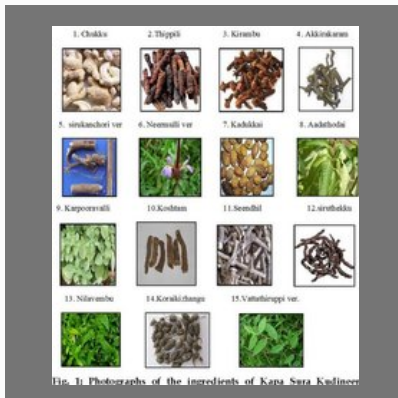 1. Chukku 2.Thippili 3. Kirambu 4. Akkirakaram
5. sirukanchori ver 6. Neermulli ver 7. Kadukkai 8. Aadathodai
9. Karpooravalli 10.Koshtam 11.Seendhil 12.siruthekku
13. Nilavembu 14.Koraikizhangu 15.Vattathiruppi ver.
Fig. 1: Photographs of the ingredients of Kapa Sura Kudineer